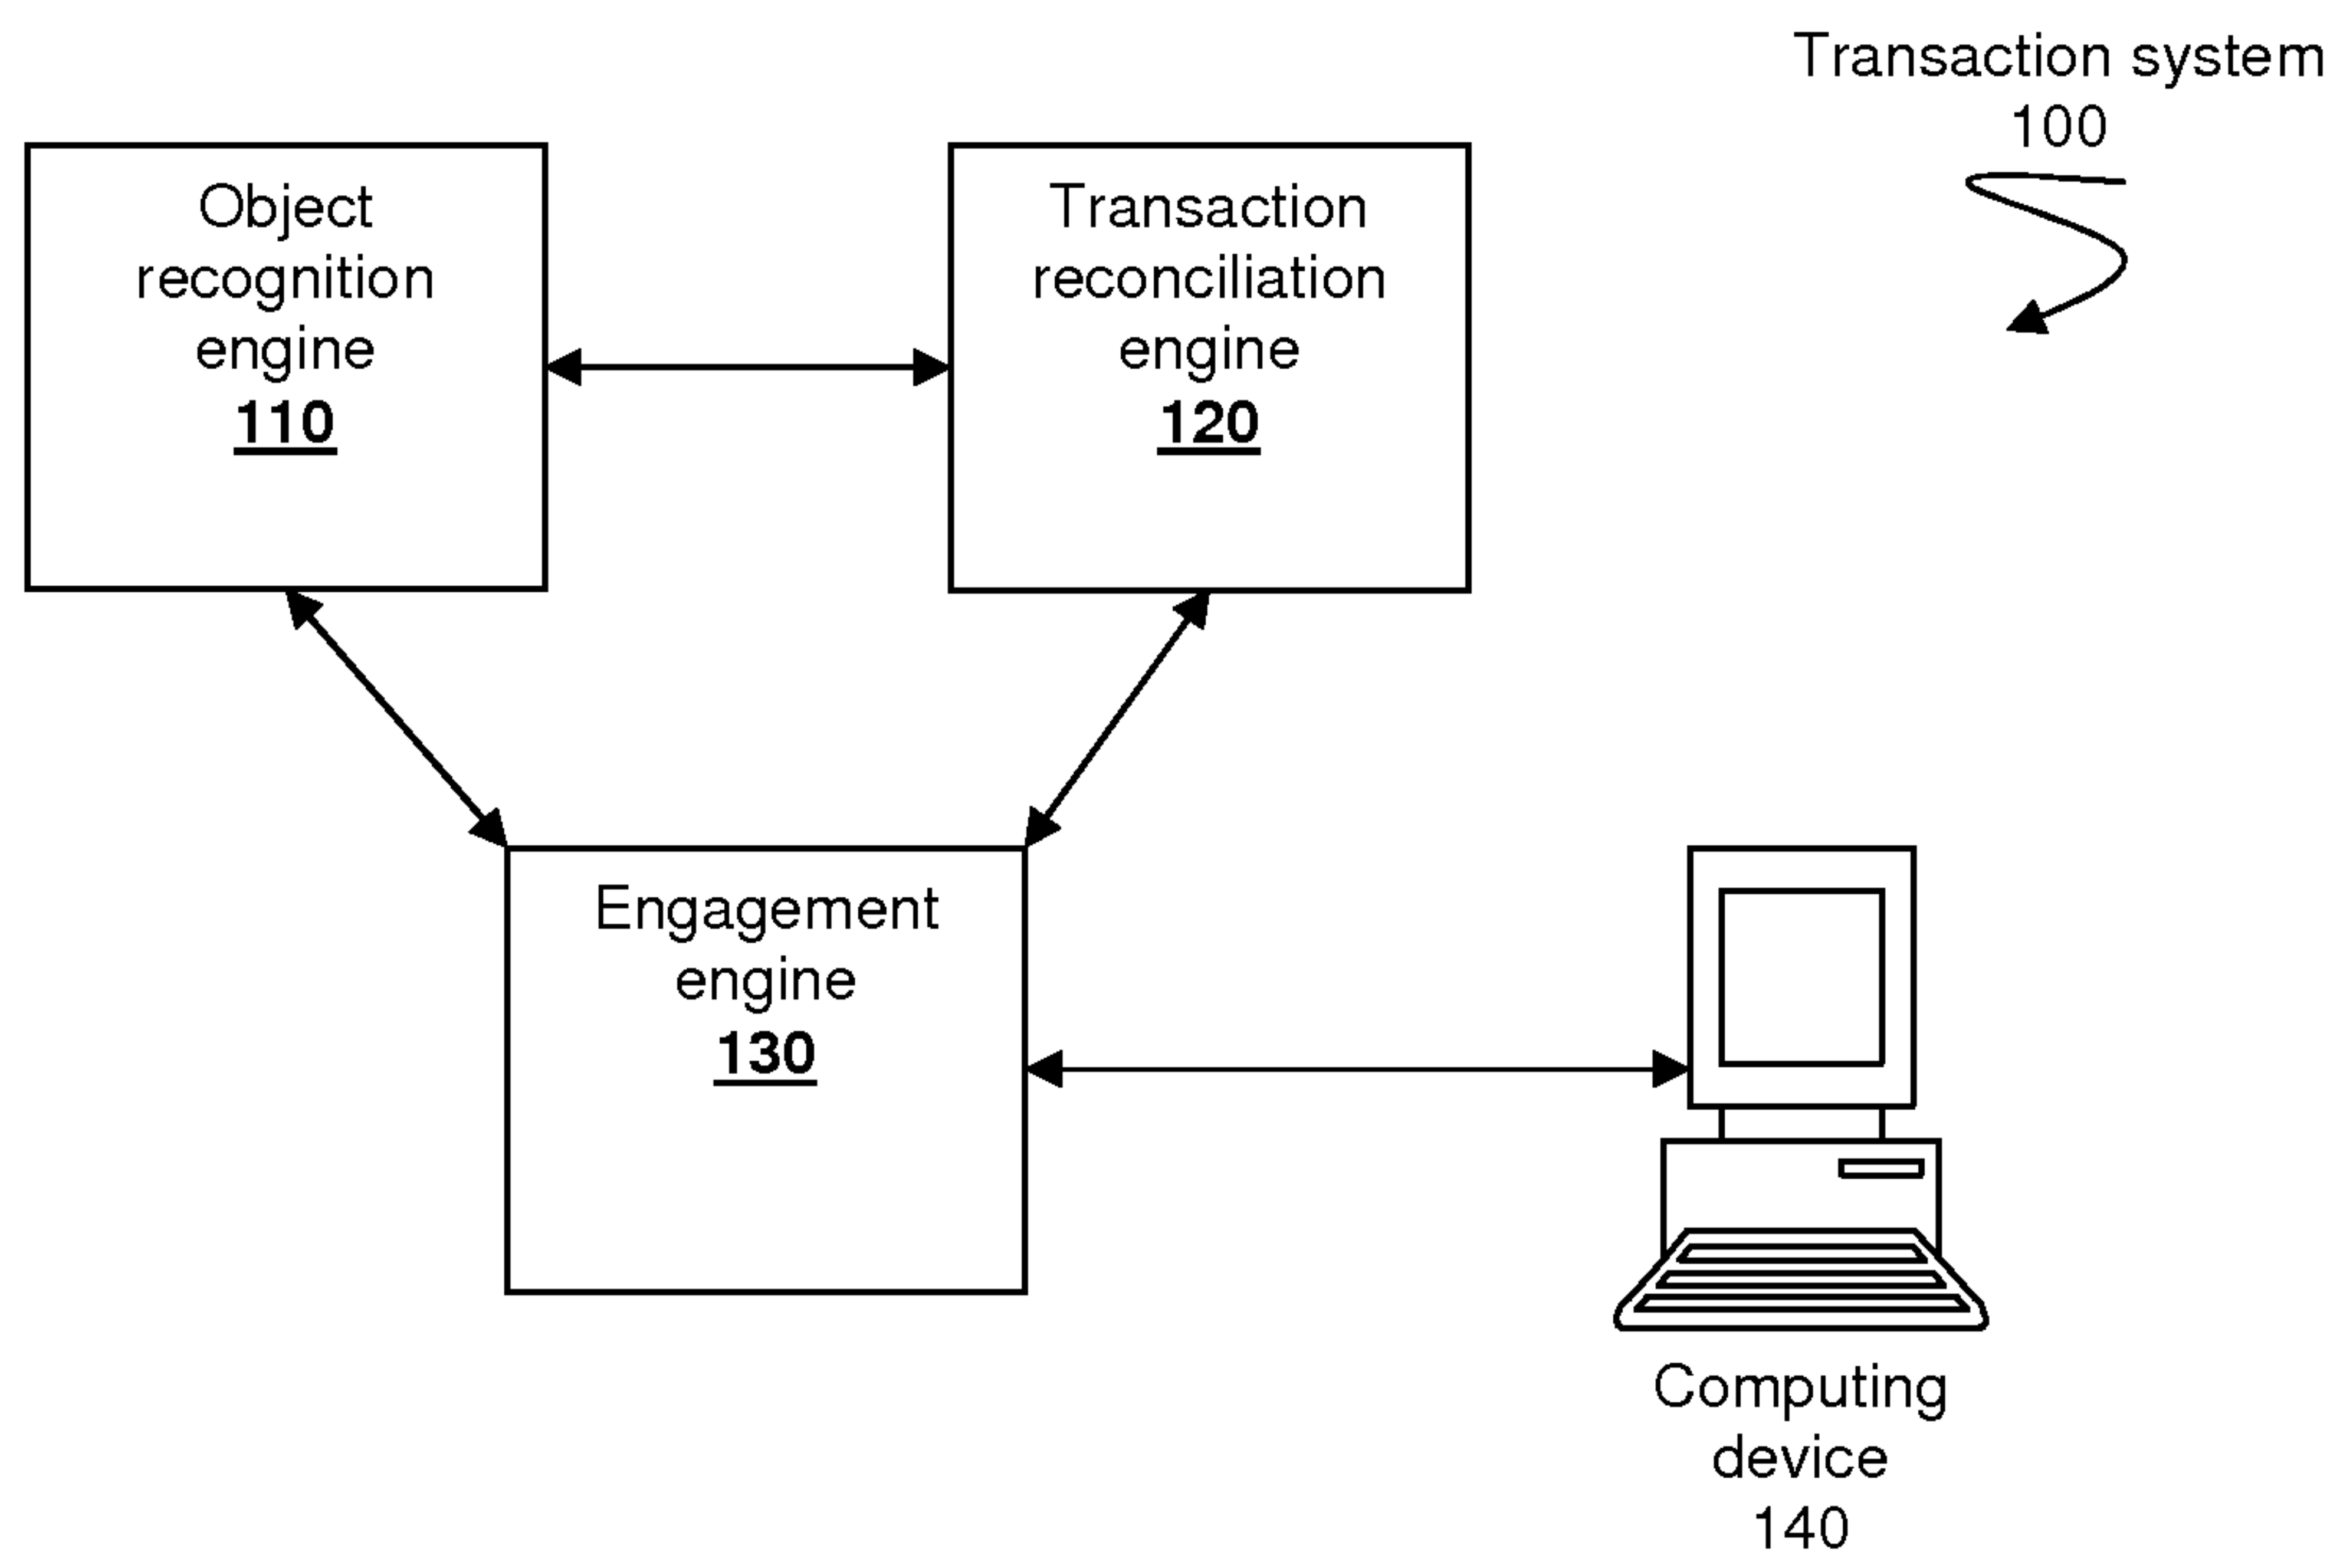 Transaction system
100
Object
recognition
engine
110
Transaction
reconciliation
engine
120
Engagement
engine
130
Computing
device
140